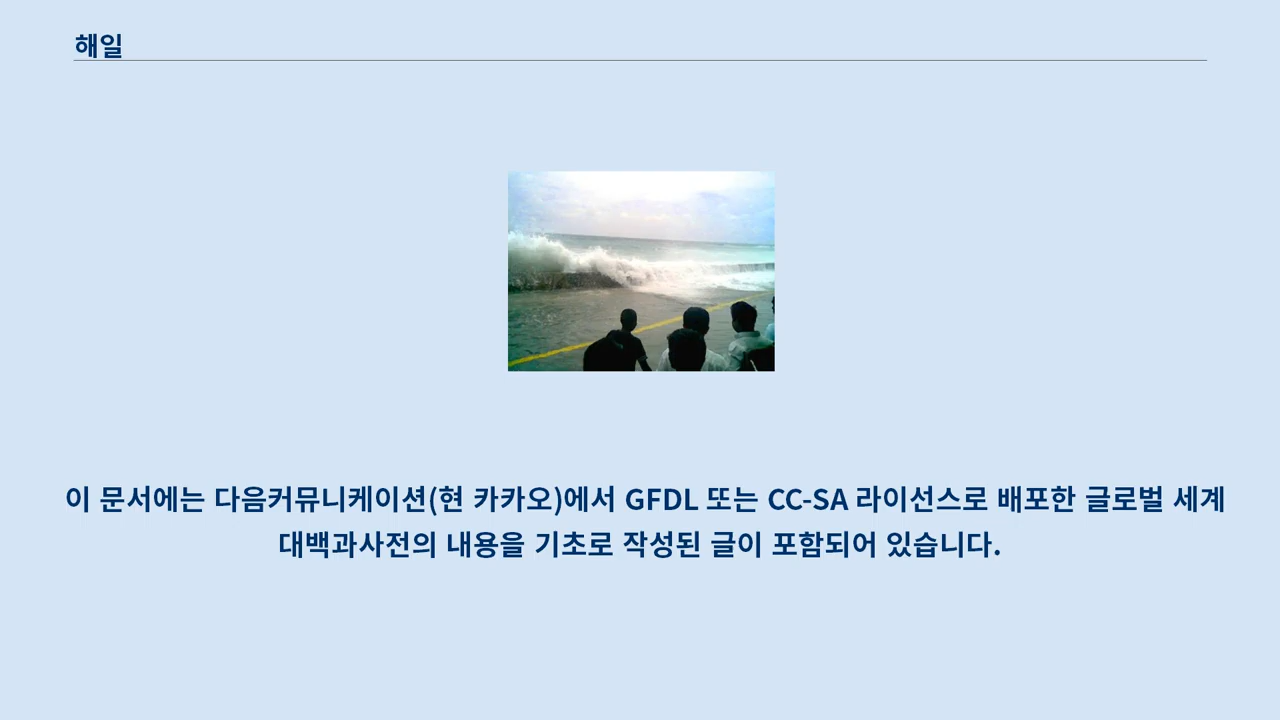 해일
이 문서에는 다음커뮤니케이션(현 카카오)에서 GFDL 또는 CC-SA 라이선스로 배포한 글로벌 세계
대백과사전의 내용을 기초로 작성된 글이 포함되어 있습니다.